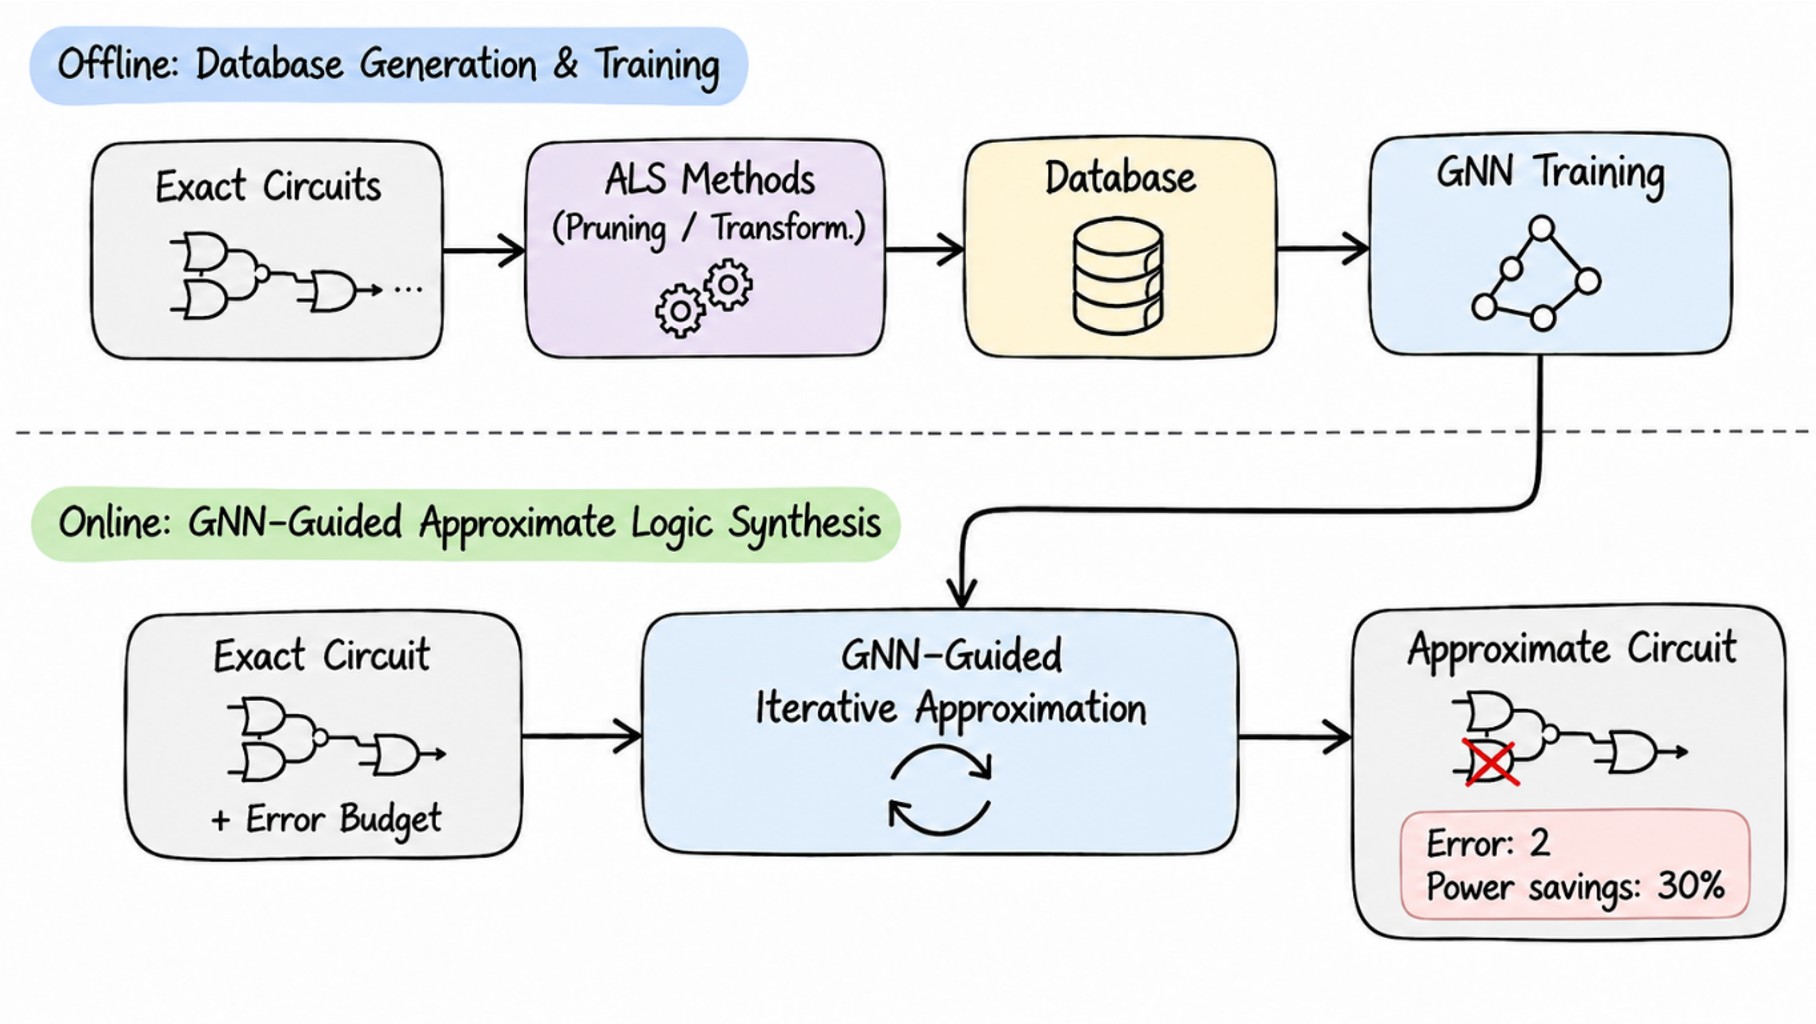 Offline: Database Generation & Training
Exact Circuits
...
ALS Methods
(Pruning / Transform.)
Database
GNN Training
Online: GNN-Guided Approximate Logic Synthesis
Exact Circuit
+ Error Budget
GNN-Guided
Iterative Approximation
Approximate Circuit
Error: 2
Power savings: 30%